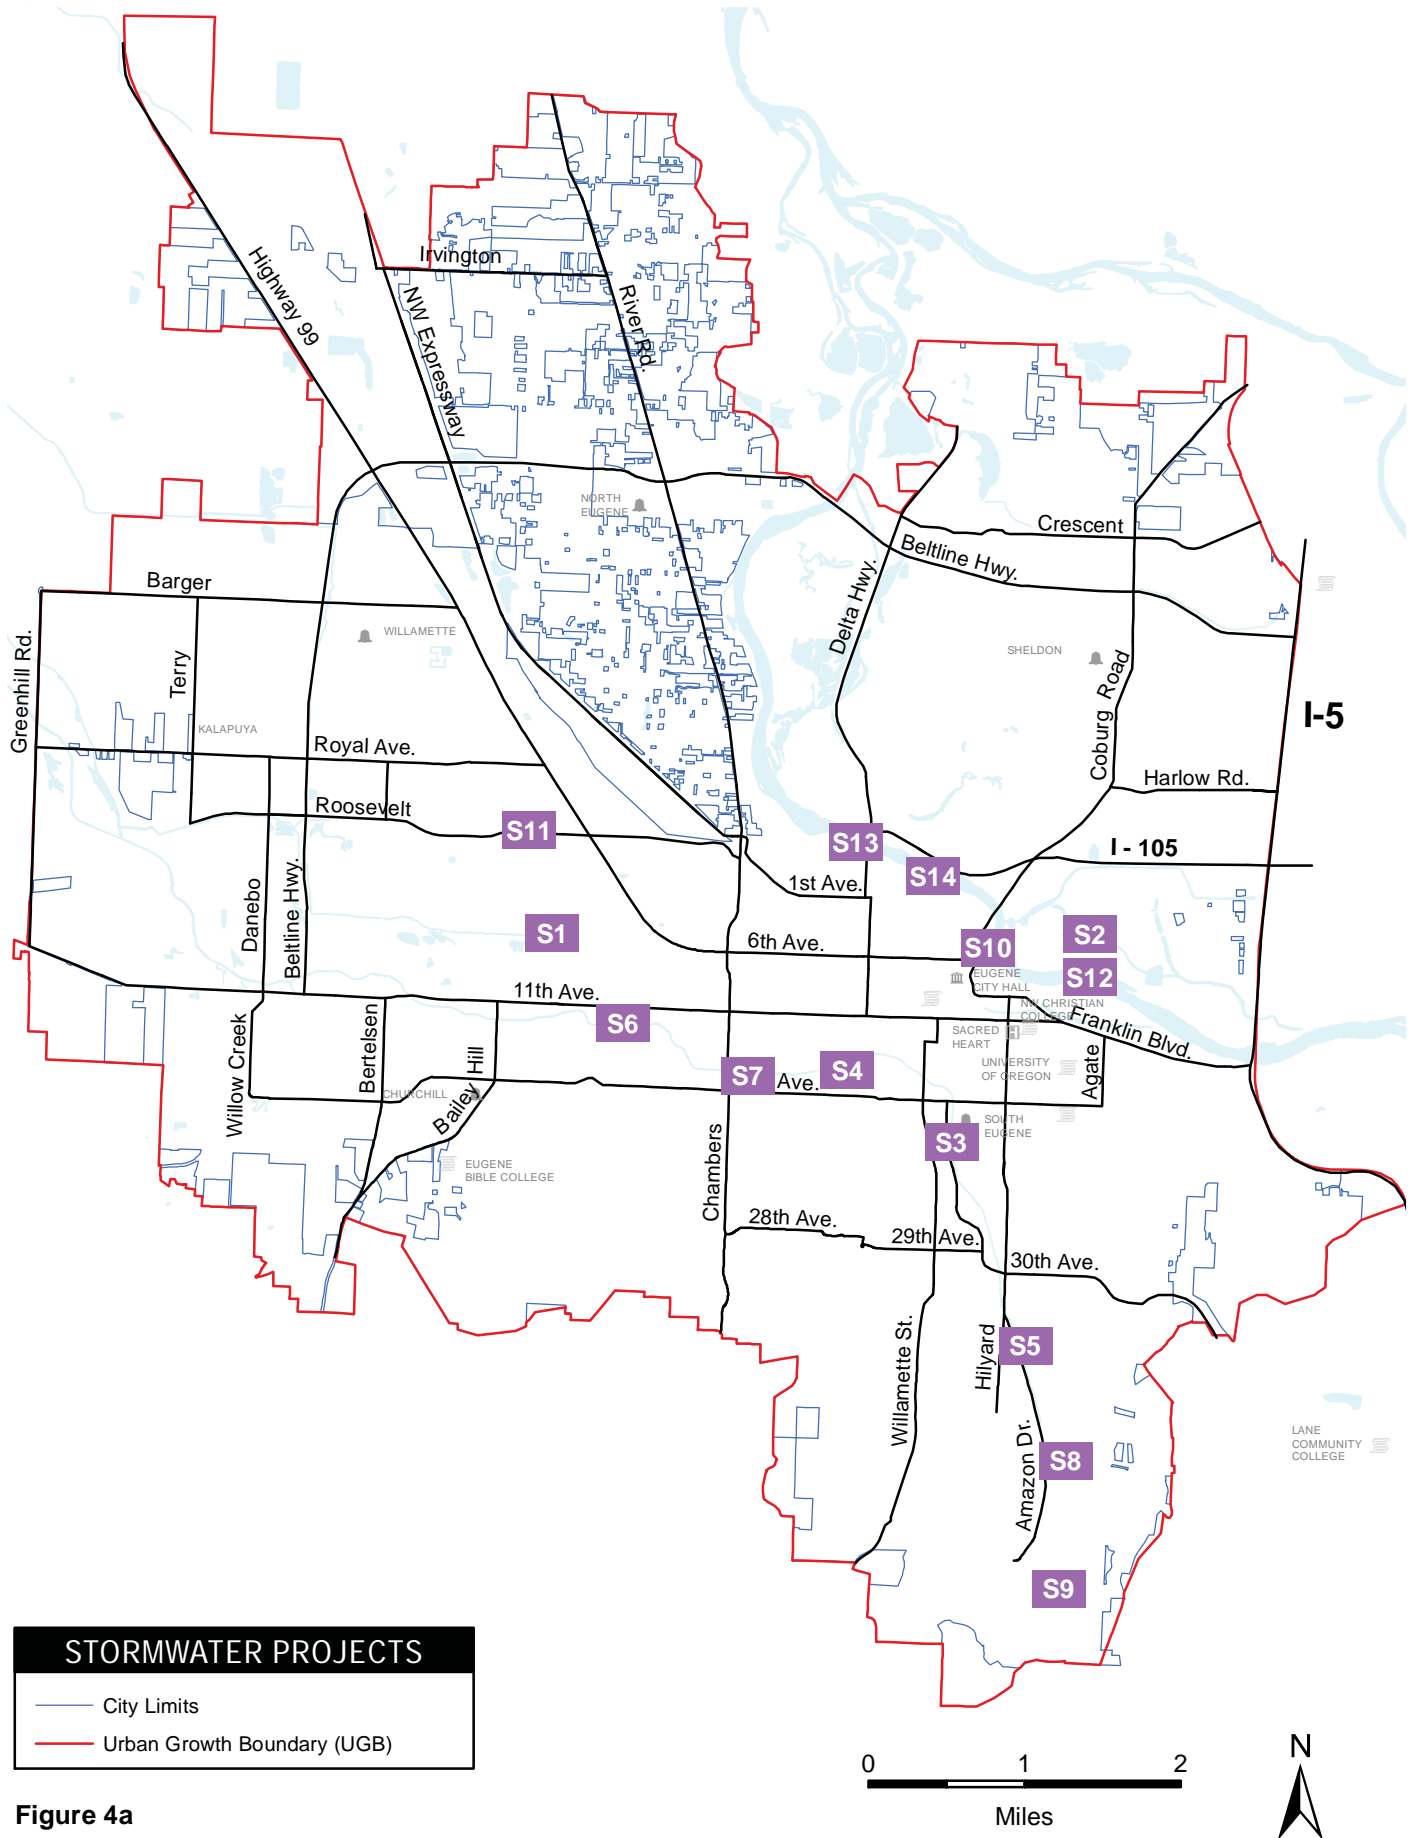 Irvington
Highway 99
NW Expressway
River Rd.
NORTH
EUGENE
Crescent
Beltline Hwy.
Delta Hwy.
Barger
WILLAMETTE
SHELDON
Greenhill Rd.
Terry
KALAPUYA
Royal Ave.
Coburg Road
I-5
Harlow Rd.
Roosevelt
S11
S13
I - 105
S14
1st Ave.
Danebo
Beltline Hwy.
S1
6th Ave.
S10
S2
EUGENE
CITY HALL
S12
11th Ave.
S6
NW CHRISTIAN
COLLEGE
Franklin Blvd.
SACRED
HEART
H
UNIVERSITY
OF OREGON
Willow Creek
Bertelsen
Bailey Hill
CHURCHILL
S7
Ave.
S4
Agate
SOUTH
EUGENE
S3
EUGENE
BIBLE COLLEGE
Chambers
28th Ave.
29th Ave.
30th Ave.
Willamette St.
Hilyard
S5
Amazon Dr.
S8
LANE
COMMUNITY
COLLEGE
S9
STORMWATER PROJECTS
City Limits
Urban Growth Boundary (UGB)
Figure 4a
0 1 2
Miles
N